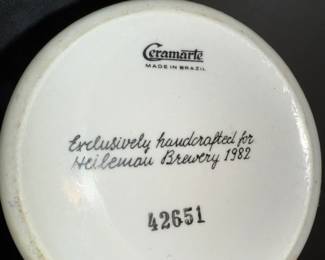 Ceramarte
MADE IN BRAZIL
Exclusively handcrafted for
Heileman Brewery 1982
42651